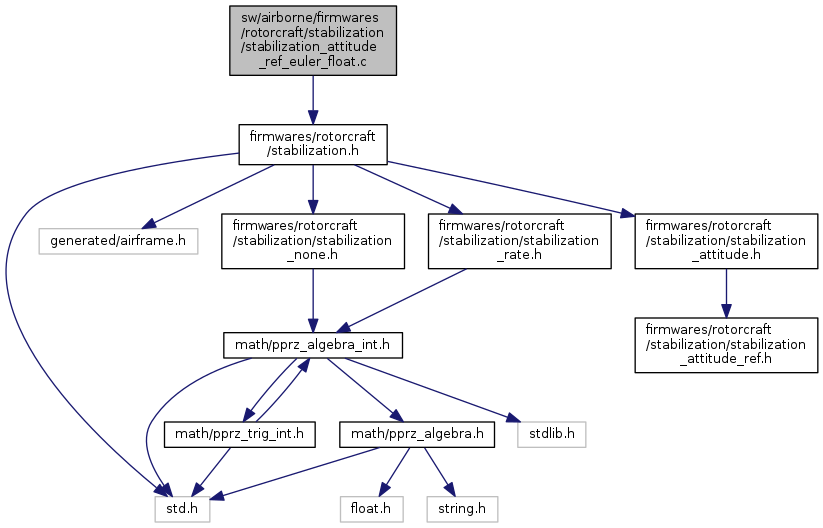 sw/airborne/firmwares
/rotorcraft/stabilization
/stabilization_attitude
_ref_euler_float.c
firmwares/rotorcraft
/stabilization.h
generated/airframe.h
firmwares/rotorcraft
/stabilization/stabilization
_none.h
firmwares/rotorcraft
/stabilization/stabilization
_rate.h
firmwares/rotorcraft
/stabilization/stabilization
_attitude.h
math/pprz_algebra_int.h
firmwares/rotorcraft
/stabilization/stabilization
_attitude_ref.h
math/pprz_trig_int.h
math/pprz_algebra.h
stdlib.h
std.h
float.h
string.h